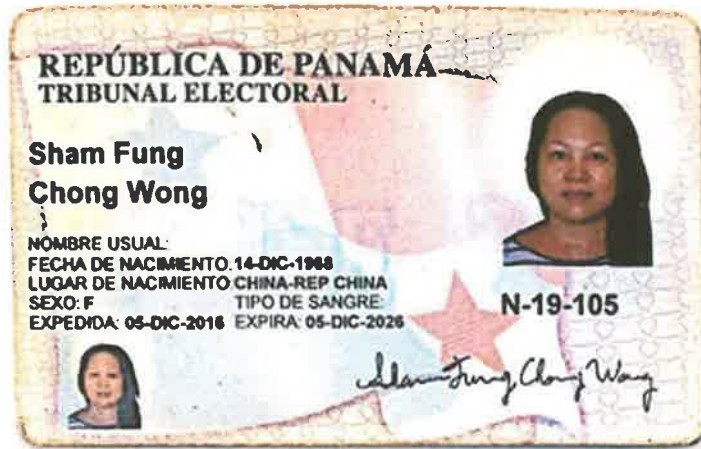 REPÚBLICA DE PANAMÁ
TRIBUNAL ELECTORAL
Sham Fung
Chong Wong
NOMBRE USUAL:
FECHA DE NACIMIENTO: 14-DIC-1968
LUGAR DE NACIMIENTO: CHINA-REP CHINA
SEXO: F TIPO DE SANGRE:
EXPEDIDA: 05-DIC-2016 EXPIRA: 05-DIC-2026
N-19-105
Sham Fung Chong Wong